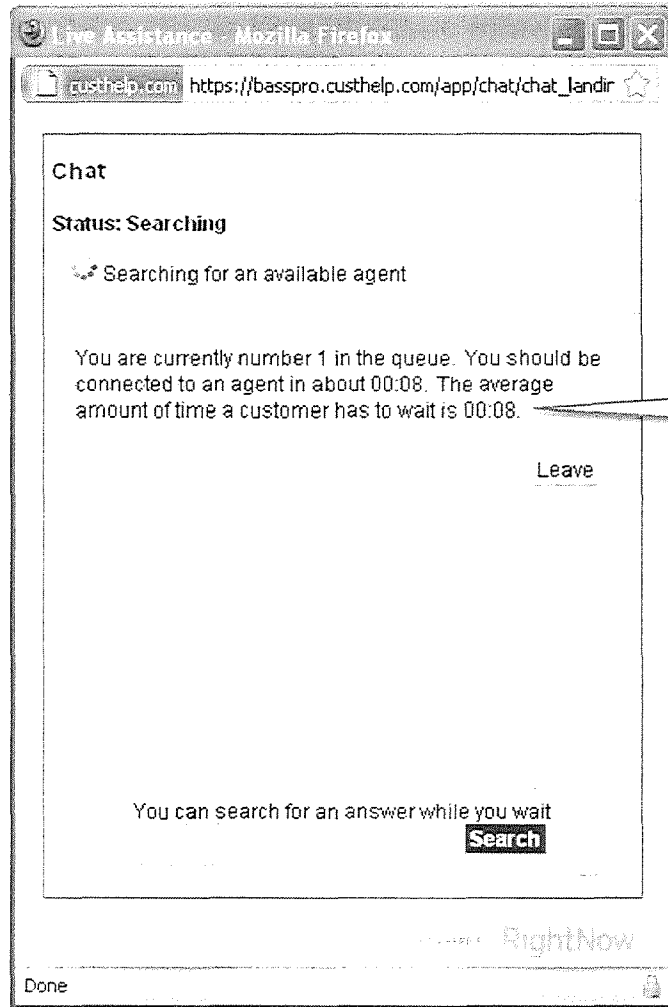 Live Assistance - Mozilla Firefox
custhelp.com https://basspro.custhelp.com/app/chat/chat_landir
Chat
Status: Searching
Searching for an available agent
You are currently number 1 in the queue. You should be
connected to an agent in about 00:08. The average
amount of time a customer has to wait is 00:08.
Leave
You can search for an answer while you wait
Search
RightNow
Done